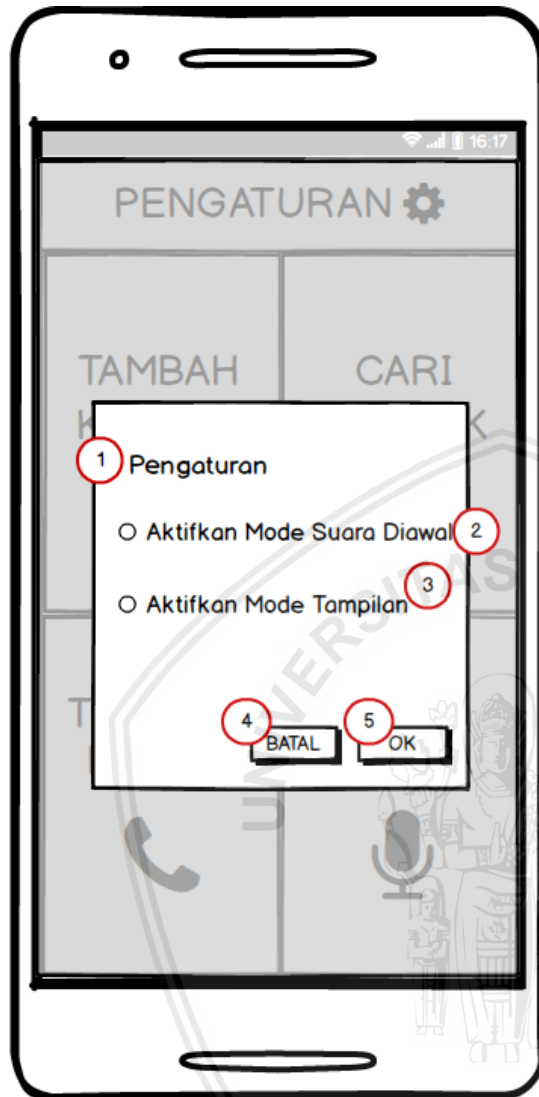 16:17
PENGATURAN
TAMBAH
CARI
K
K
1 Pengaturan
Aktifkan Mode Suara Diawal 2
Aktifkan Mode Tampilan 3
T
4 5
BATAL OK
UNIVERSITAS